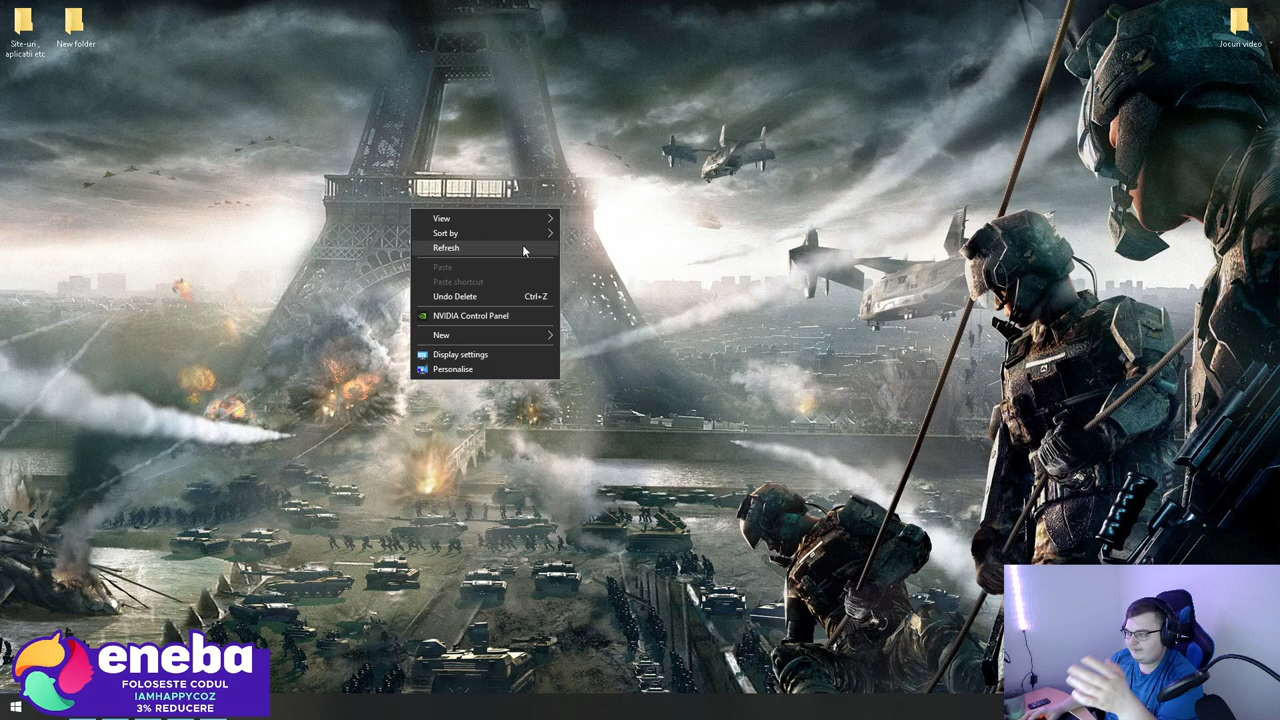 Site-uri ,
aplicatii etc
New folder
Jocuri video
View
Sort by
Refresh
Paste
Paste shortcut
Undo Delete Ctrl+Z
NVIDIA Control Panel
New
Display settings
Personalise
eneba
FOLOSESTE CODUL
IAMHAPPYCOZ
3% REDUCERE